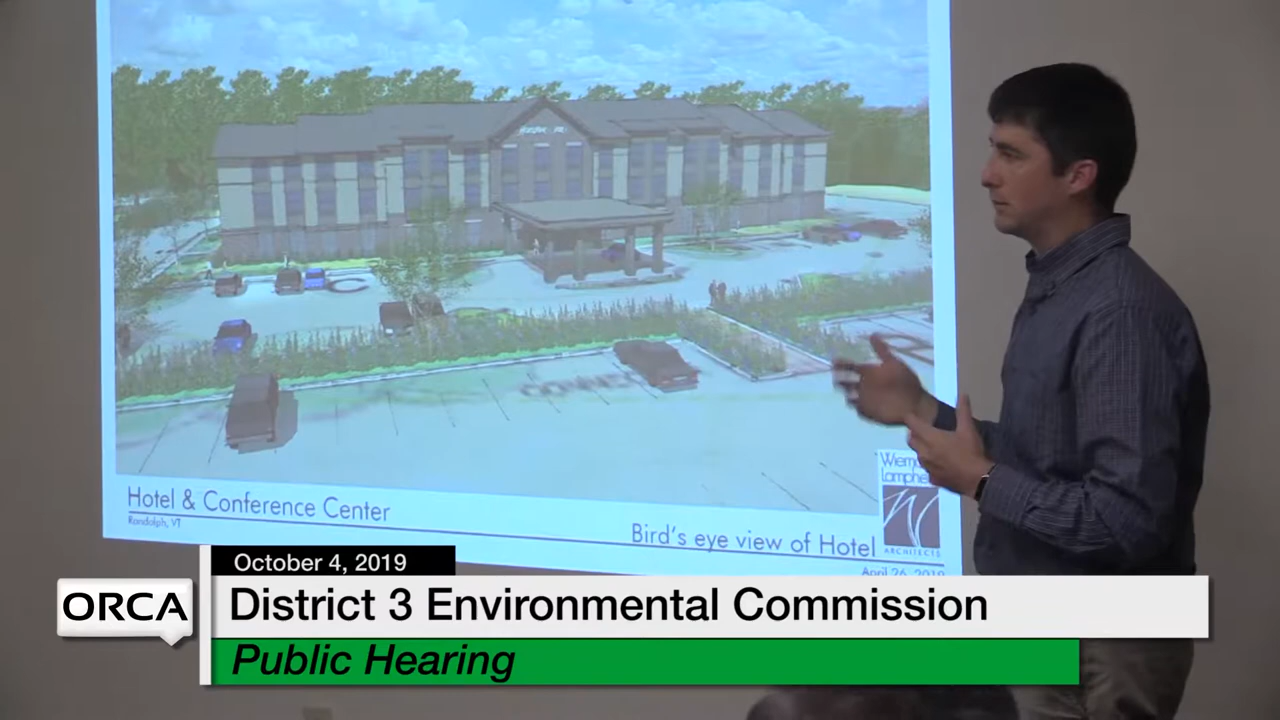 Hotel & Conference Center
Randolph, VT
Bird's eye view of Hotel
ARCHITECTS
October 4, 2019
ORCA
District 3 Environmental Commission
Public Hearing